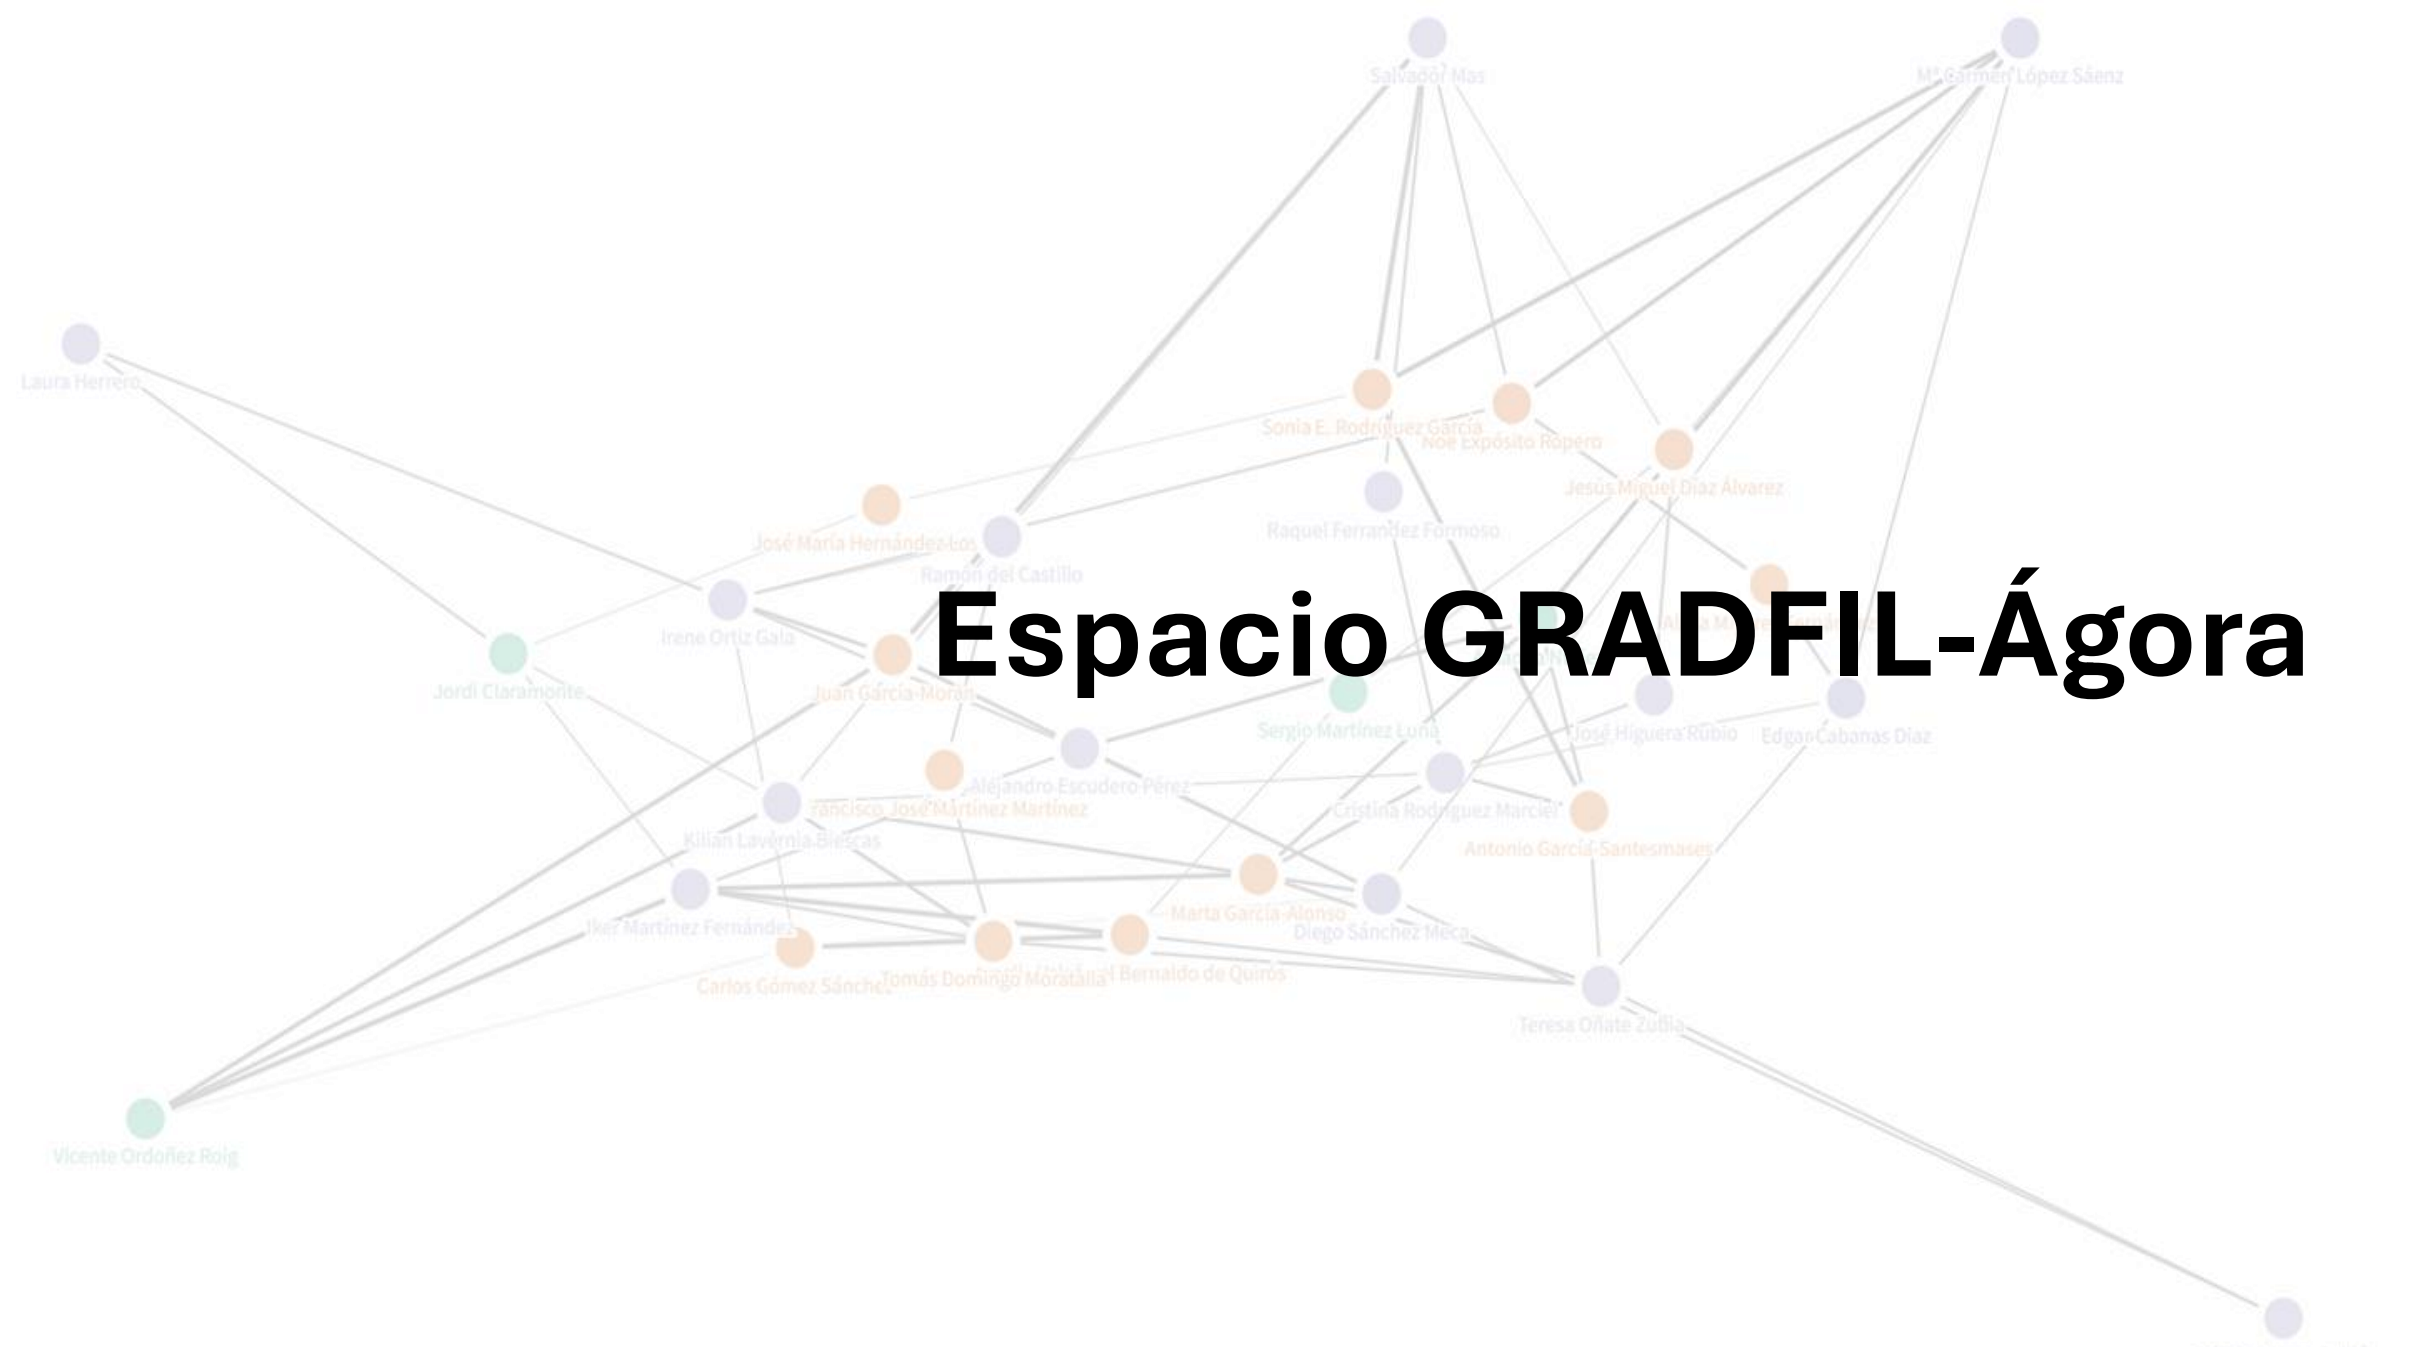 Salvador Mas
Mª Carmen López Sáenz
Laura Herrero
Sonia E. Rodríguez García
Noé Expósito Ropero
Jesús Miguel Díaz Álvarez
Raquel Ferrandez Formoso
José María Hernández Los
Ramón del Castillo
Irene Ortiz Gala
Espacio GRADFIL-Ágora
Jordi Claramonte
Juan García-Morán
Sergio Martínez Luna
José Higuera Rubio
Edgar Cabanas Díaz
Alejandro Escudero Pérez
Francisco José Martínez Martínez
Cristina Rodríguez Marciel
Kilian Lavernia Biescas
Antonio García-Santesmases
Marta García-Alonso
Iker Martínez Fernández
Diego Sánchez Meca
Carlos Gómez Sánchez
Tomás Domingo Moratalla
Bernaldo de Quirós
Teresa Oñate Zubía
Vicente Ordoñez Roig